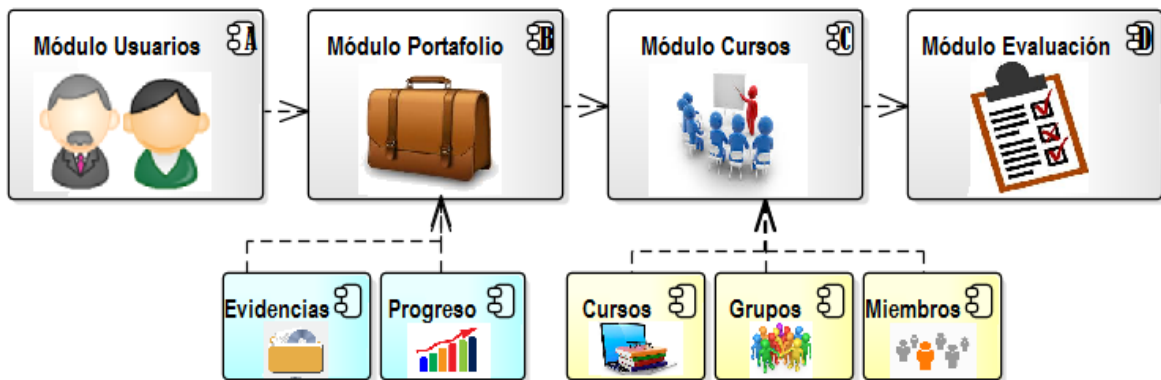 Módulo Usuarios A
Módulo Portafolio B
Módulo Cursos C
Módulo Evaluación D
Evidencias
Progreso
Cursos
Grupos
Miembros